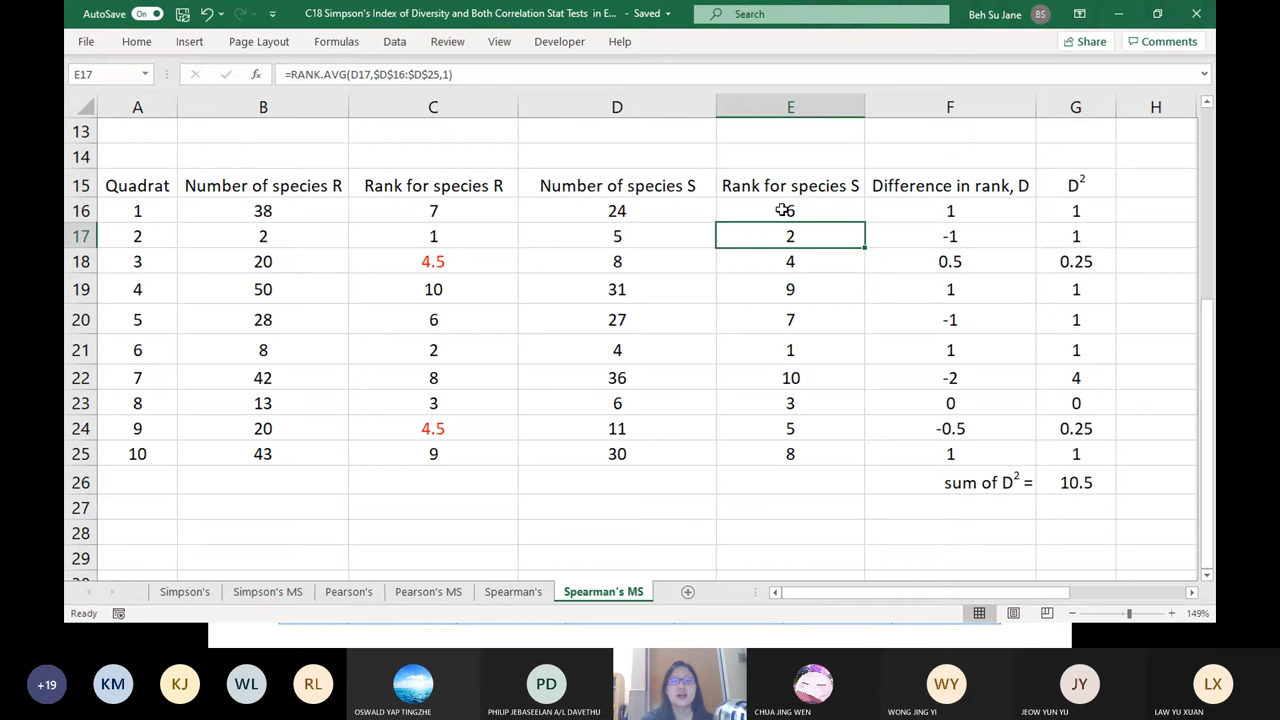 AutoSave On C18 Simpson's Index of Diversity and Both Correlation Stat Tests in E... - Saved Search Beh Su Jane BS
File Home Insert Page Layout Formulas Data Review View Developer Help Share Comments
E17 fx =RANK.AVG(D17,$D$16:$D$25,1)
A B C D E F G H
13
14
15 Quadrat Number of species R Rank for species R Number of species S Rank for species S Difference in rank, D D²
16 1 38 7 24 6 1 1
17 2 2 1 5 2 -1 1
18 3 20 4.5 8 4 0.5 0.25
19 4 50 10 31 9 1 1
20 5 28 6 27 7 -1 1
21 6 8 2 4 1 1 1
22 7 42 8 36 10 -2 4
23 8 13 3 6 3 0 0
24 9 20 4.5 11 5 -0.5 0.25
25 10 43 9 30 8 1 1
26 sum of D² = 10.5
27
28
29
Simpson's Simpson's MS Pearson's Pearson's MS Spearman's Spearman's MS
Ready 149%
+19 KM KJ WL RL PD WY JY LX
OSWALD YAP TINGZHE PHILIP JEBASEELAN A/L DAVETHU CHUA JING WEN WONG JING YI JEOW YUN YU LAW YU XUAN